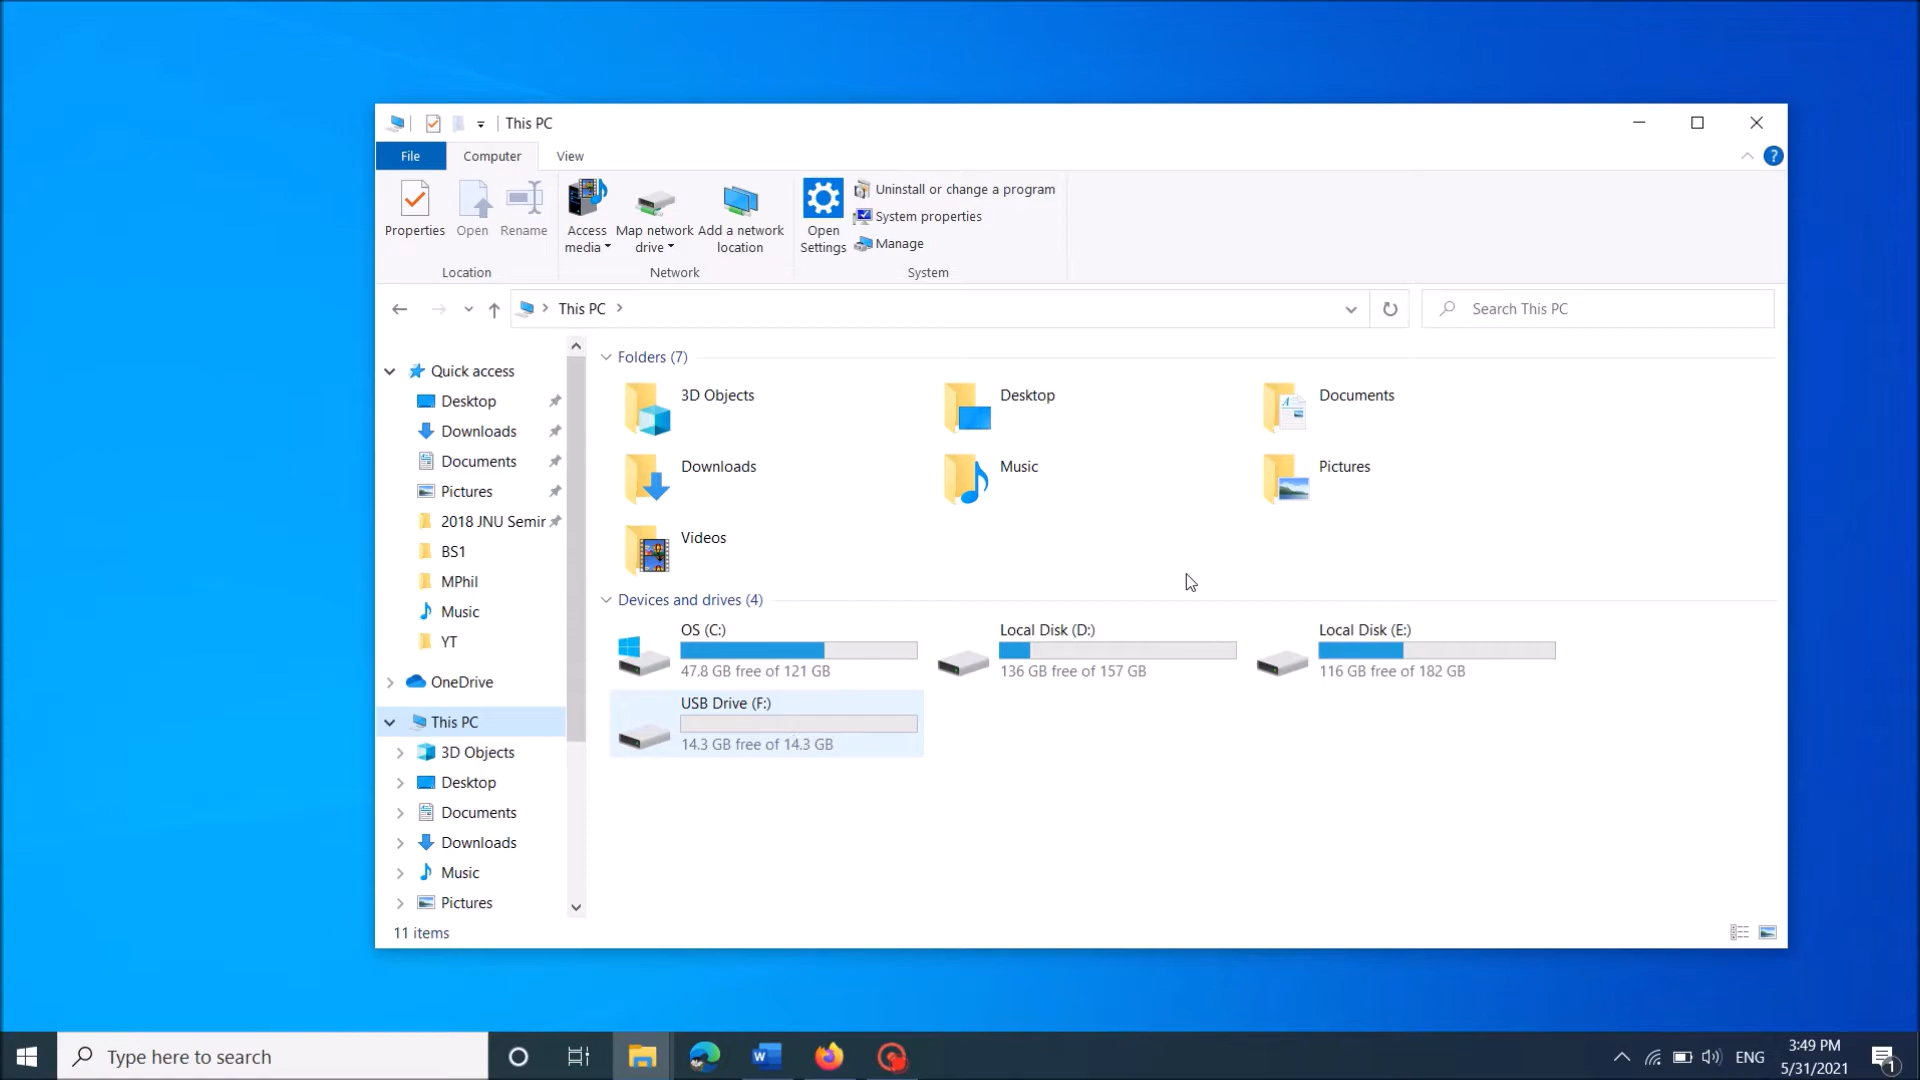 This PC
File
Computer
View
?
Properties
Open
Rename
Access
media
Map network
drive
Add a network
location
Open
Settings
Uninstall or change a program
System properties
Manage
Location
Network
System
This PC
Search This PC
Quick access
Desktop
Downloads
Documents
Pictures
2018 JNU Semir
BS1
MPhil
Music
YT
OneDrive
This PC
3D Objects
Desktop
Documents
Downloads
Music
Pictures
Folders (7)
3D Objects
Desktop
Documents
Downloads
Music
Pictures
Videos
Devices and drives (4)
OS (C:)
47.8 GB free of 121 GB
Local Disk (D:)
136 GB free of 157 GB
Local Disk (E:)
116 GB free of 182 GB
USB Drive (F:)
14.3 GB free of 14.3 GB
11 items
Type here to search
W
ENG
3:49 PM
5/31/2021
1